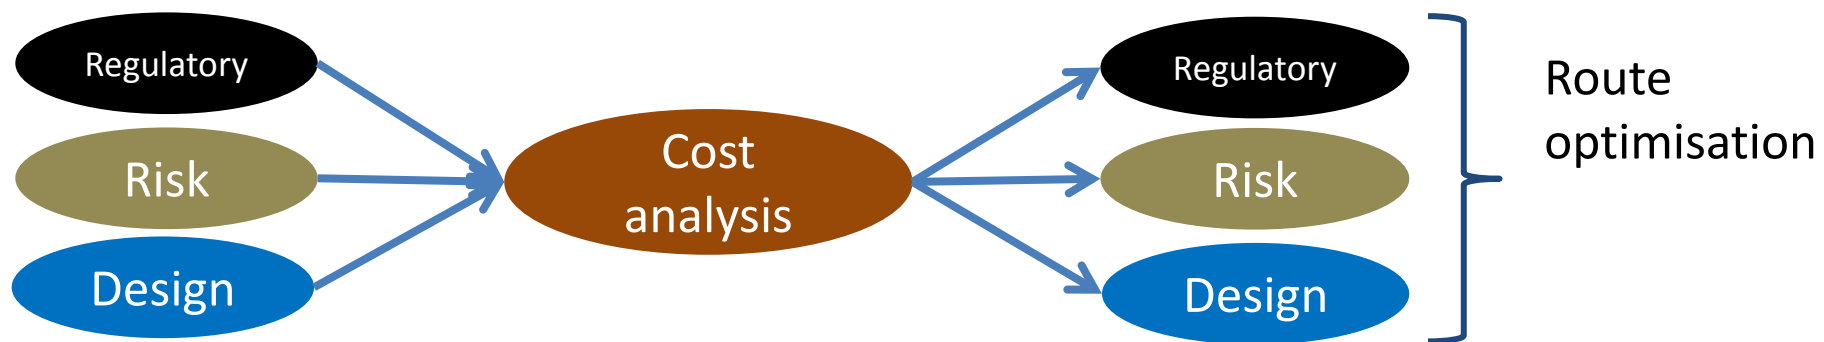 Regulatory
Risk
Design
Cost
analysis
Regulatory
Risk
Design
Route
optimisation